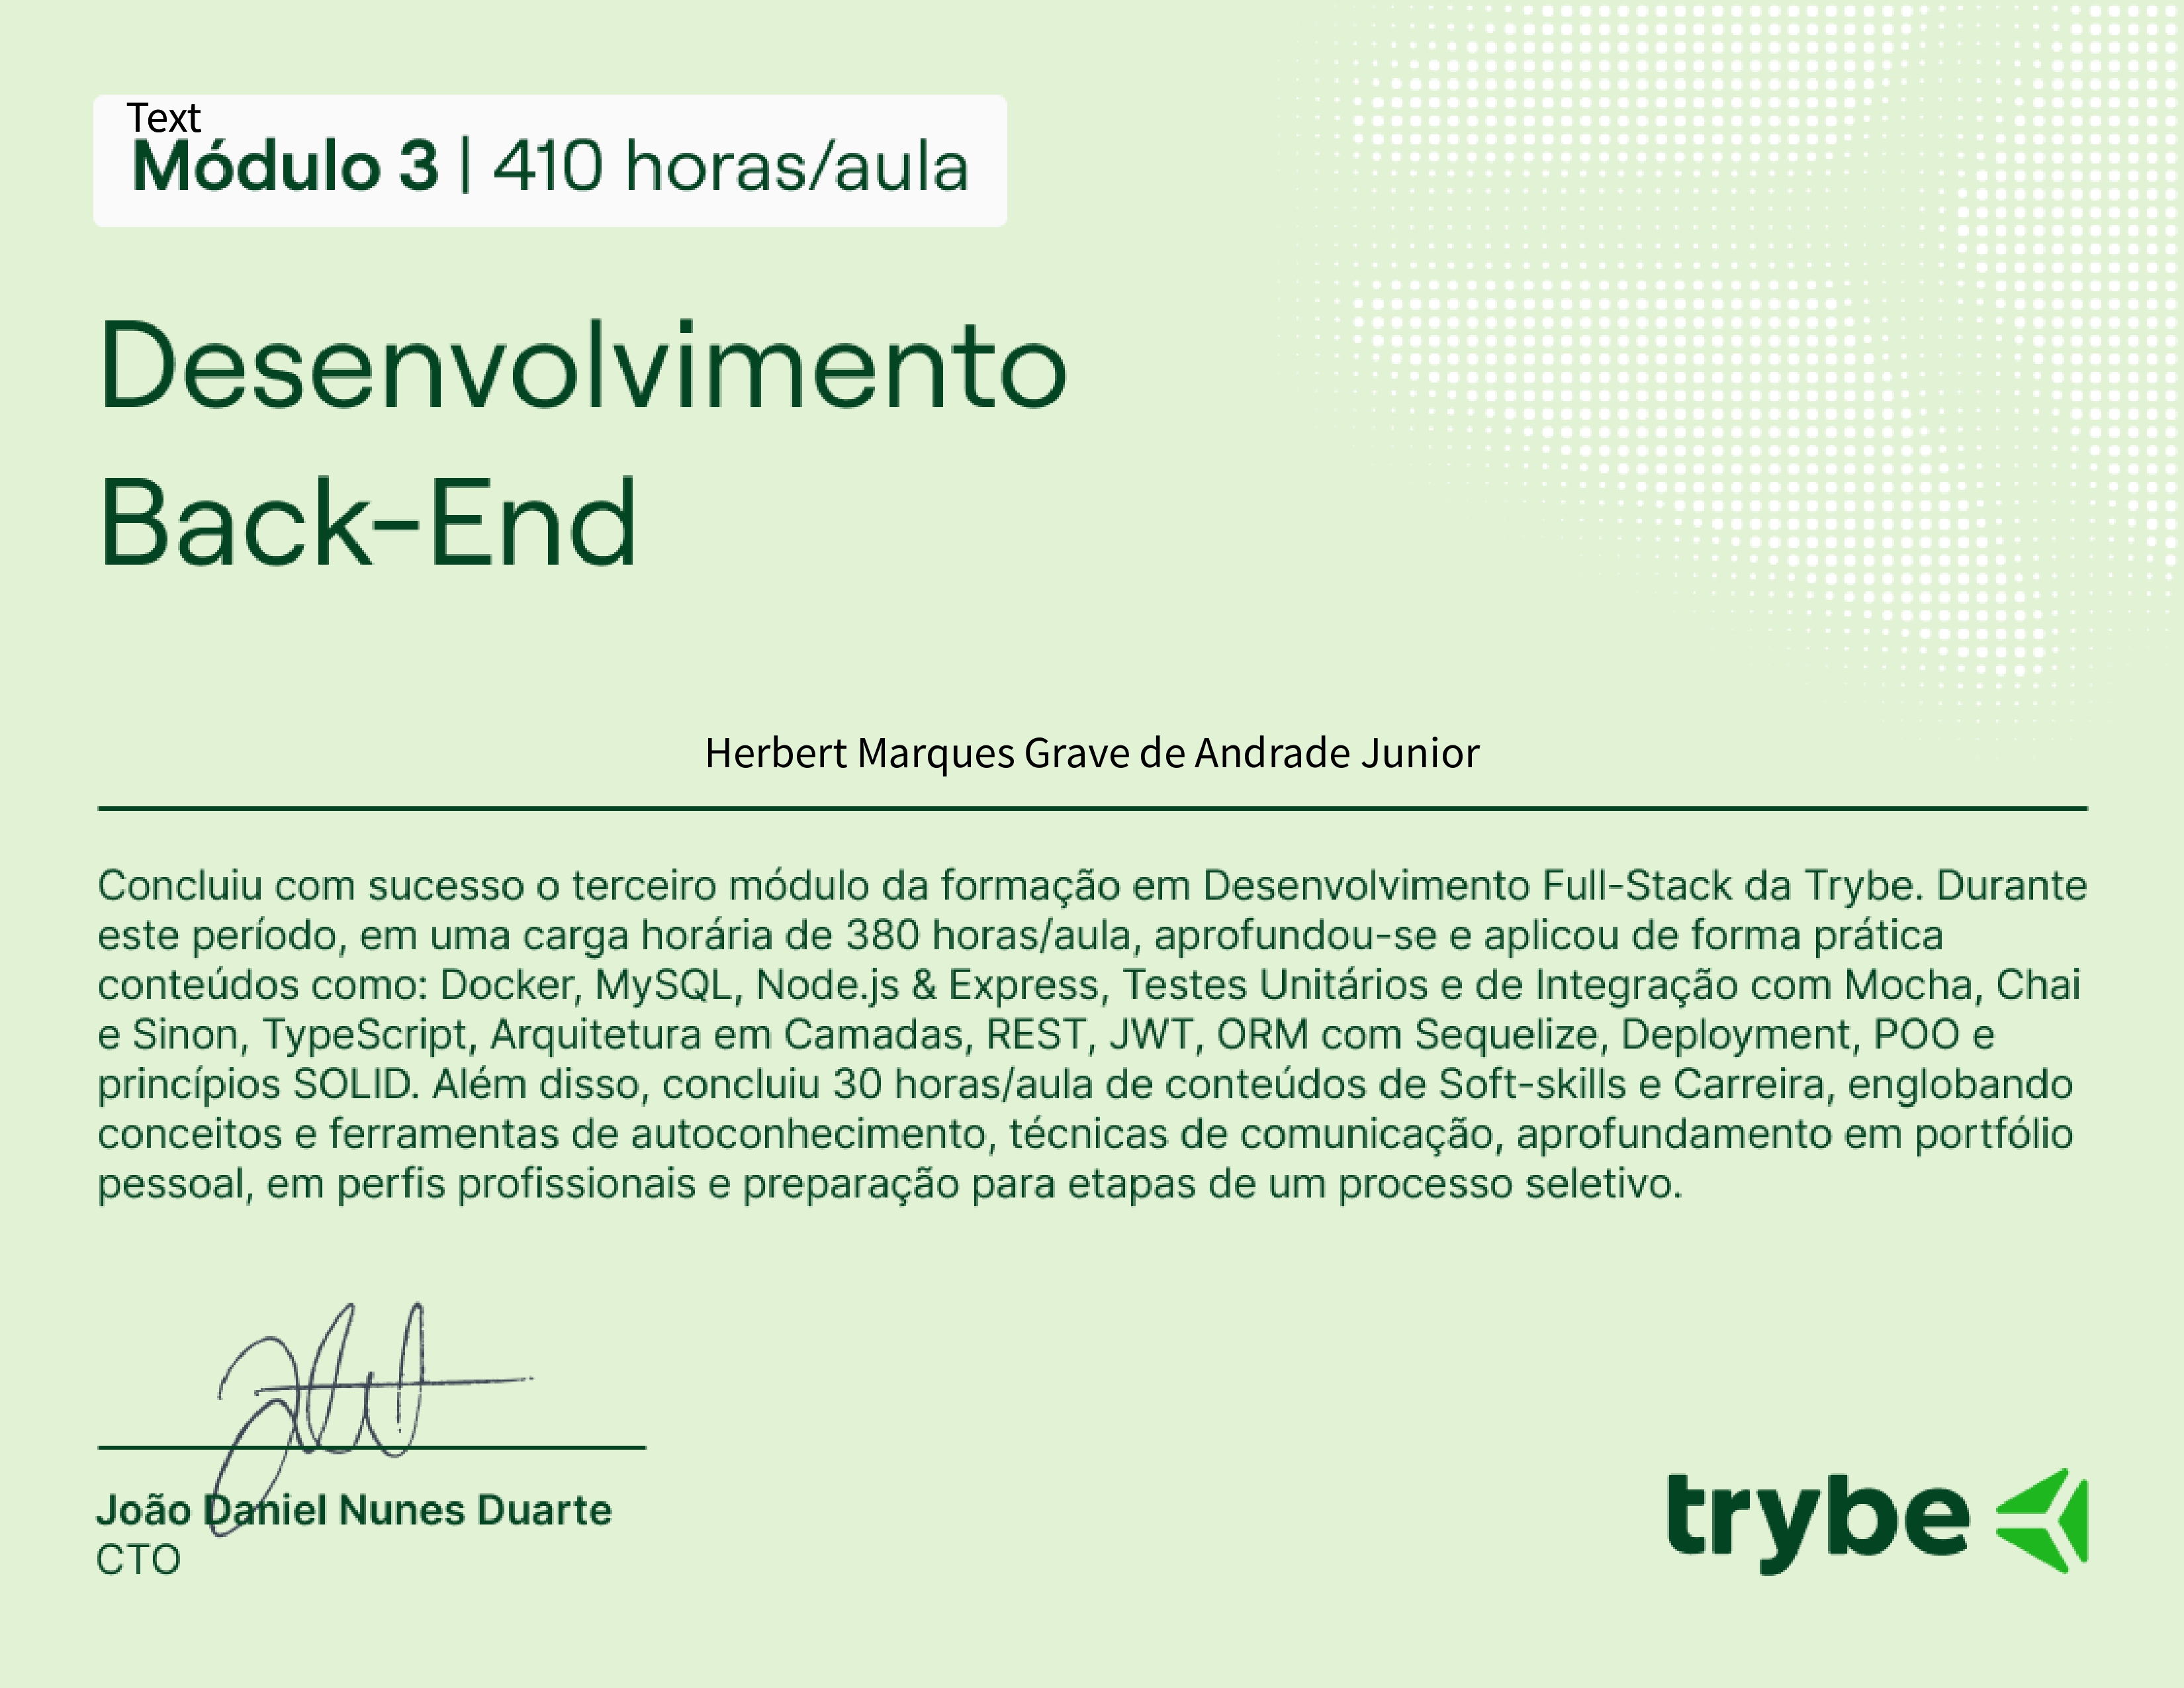 Text
Módulo 3 | 410 horas/aula
Desenvolvimento
Back-End
Herbert Marques Grave de Andrade Junior
Concluiu com sucesso o terceiro módulo da formação em Desenvolvimento Full-Stack da Trybe. Durante
este período, em uma carga horária de 380 horas/aula, aprofundou-se e aplicou de forma prática
conteúdos como: Docker, MySQL, Node.js & Express, Testes Unitários e de Integração com Mocha, Chai
e Sinon, TypeScript, Arquitetura em Camadas, REST, JWT, ORM com Sequelize, Deployment, POO e
princípios SOLID. Além disso, concluiu 30 horas/aula de conteúdos de Soft-skills e Carreira, englobando
conceitos e ferramentas de autoconhecimento, técnicas de comunicação, aprofundamento em portfólio
pessoal, em perfis profissionais e preparação para etapas de um processo seletivo.
João Daniel Nunes Duarte
CTO
trybe